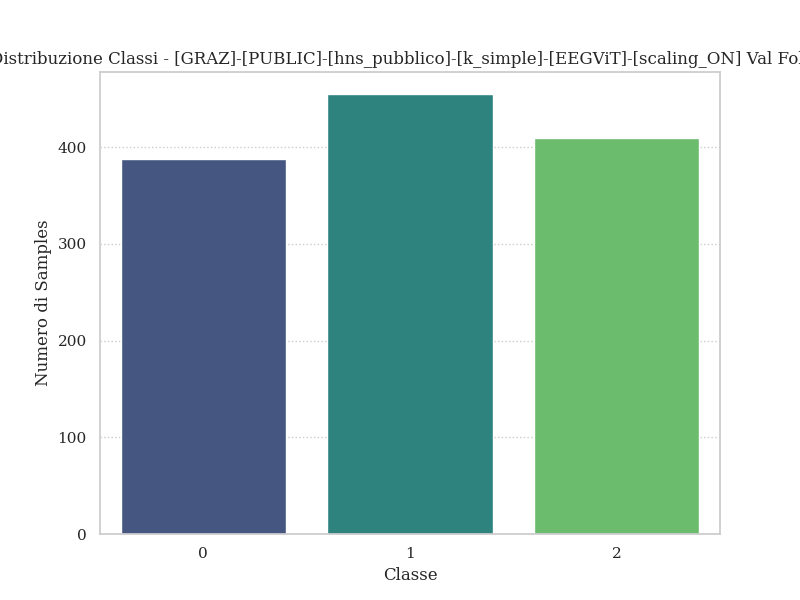 Distribuzione Classi - [GRAZ]-[PUBLIC]-[hns_pubblico]-[k_simple]-[EEGViT]-[scaling_ON] Val
400
300
200
100
0
Numero di Samples
0 1 2
Classe